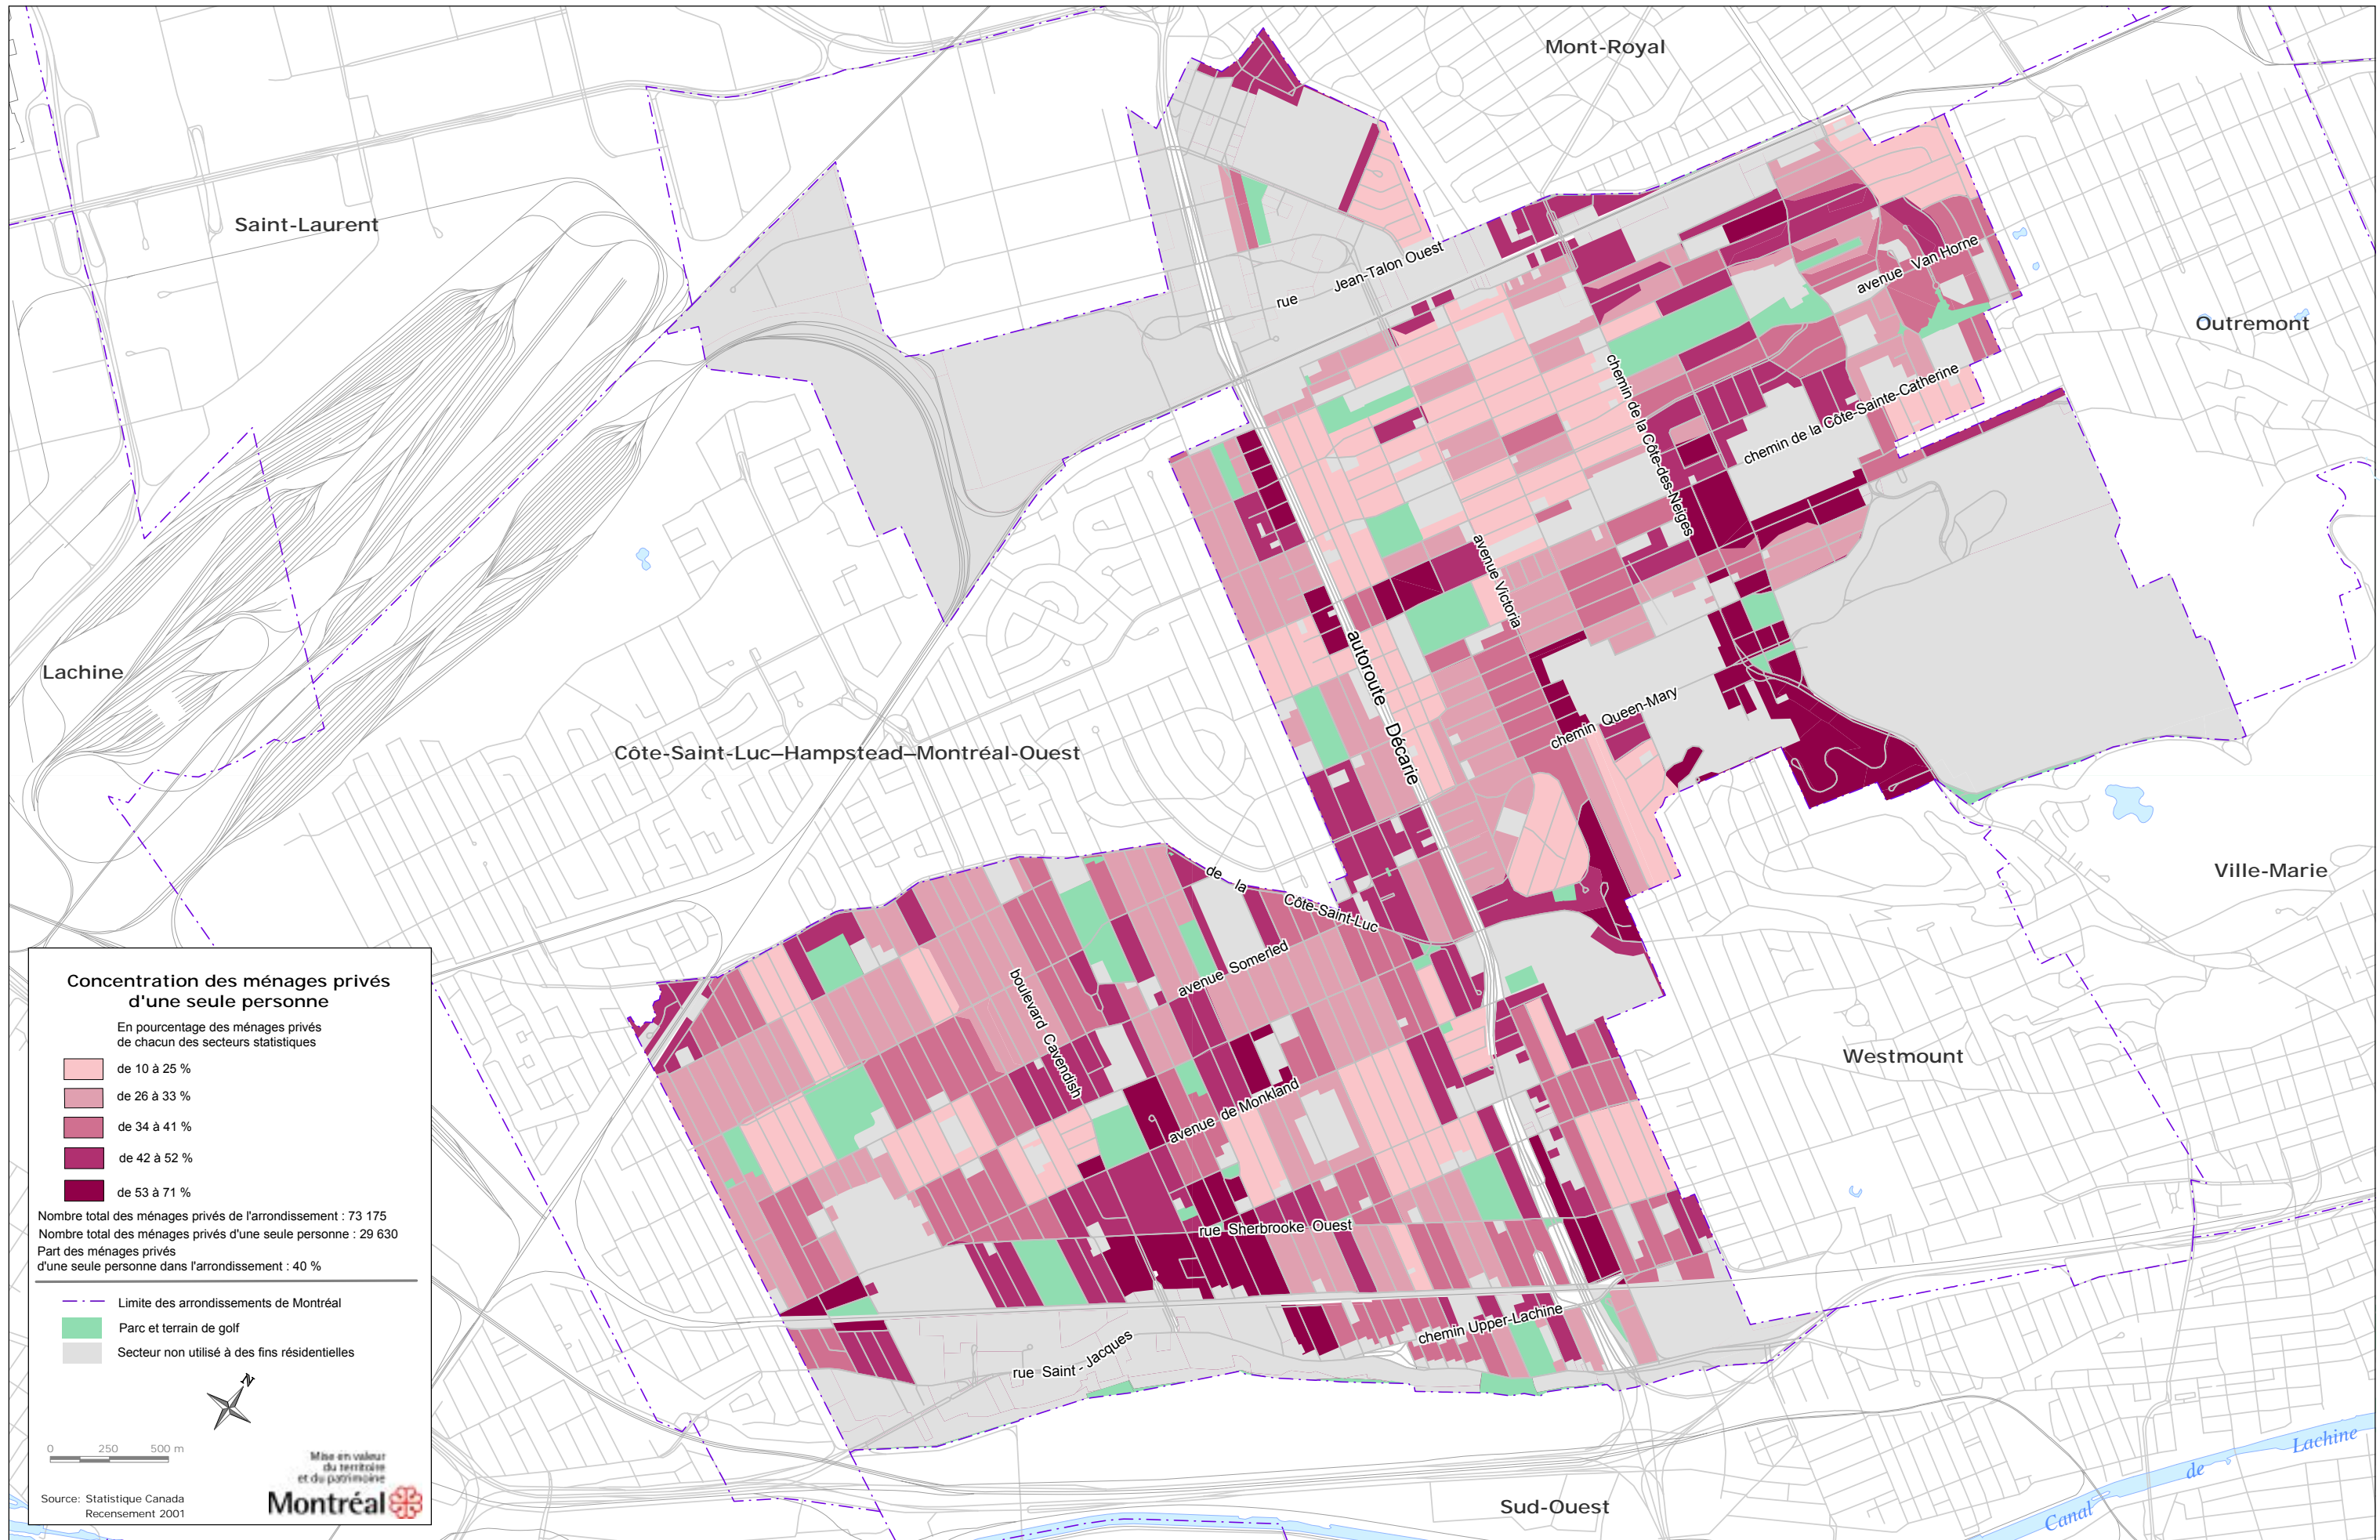 Mont-Royal
Saint-Laurent
Outremont
Lachine
Côte-Saint-Luc–Hampstead–Montréal-Ouest
Ville-Marie
Westmount
Sud-Ouest
Canal de Lachine
rue Jean-Talon Ouest
avenue Van Horne
chemin de la Côte-des-Neiges
chemin de la Côte-Sainte-Catherine
avenue Victoria
autoroute Décarie
chemin Queen-Mary
de la Côte-Saint-Luc
avenue Somerled
boulevard Cavendish
avenue de Monkland
rue Sherbrooke Ouest
chemin Upper-Lachine
rue Saint-Jacques
Concentration des ménages privés
d'une seule personne
En pourcentage des ménages privés
de chacun des secteurs statistiques
de 10 à 25 %
de 26 à 33 %
de 34 à 41 %
de 42 à 52 %
de 53 à 71 %
Nombre total des ménages privés de l'arrondissement : 73 175
Nombre total des ménages privés d'une seule personne : 29 630
Part des ménages privés
d'une seule personne dans l'arrondissement : 40 %
Limite des arrondissements de Montréal
Parc et terrain de golf
Secteur non utilisé à des fins résidentielles
N
0 250 500 m
Mise en valeur
du territoire
et du patrimoine
Montréal
Source: Statistique Canada
Recensement 2001